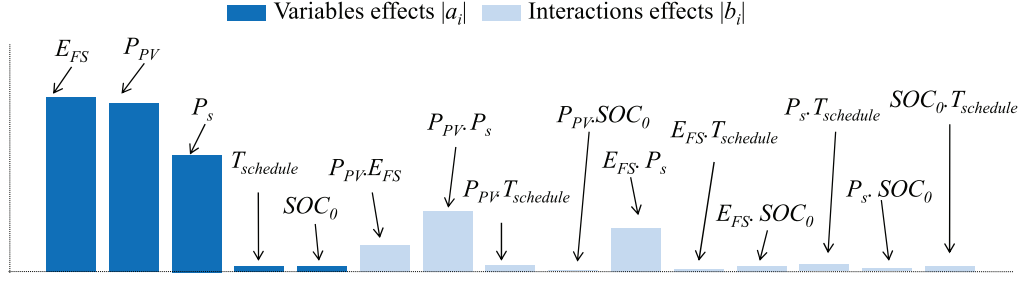 Variables effects |a_i| Interactions effects |b_i|
E_FS
P_PV
P_s
T_schedule
SOC_0
P_PV.E_FS
P_PV.P_s
P_PV.T_schedule
P_PV.SOC_0
E_FS.P_s
E_FS.T_schedule
E_FS.SOC_0
P_s.T_schedule
P_s.SOC_0
SOC_0.T_schedule